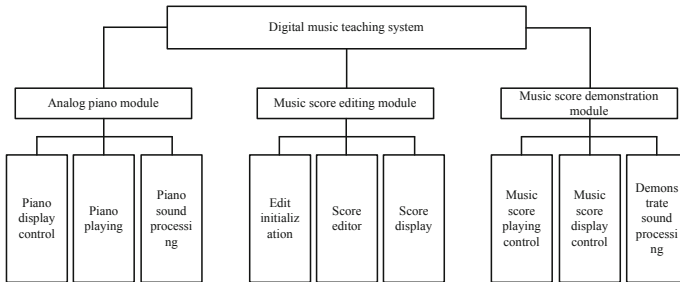 Digital music teaching system
Analog piano module
Music score editing module
Music score demonstration
module
Piano
display
control
Piano
playing
Piano
sound
processi
ng
Edit
initializ
ation
Score
editor
Score
display
Music
score
playing
control
Music
score
display
control
Demons
trate
sound
processi
ng